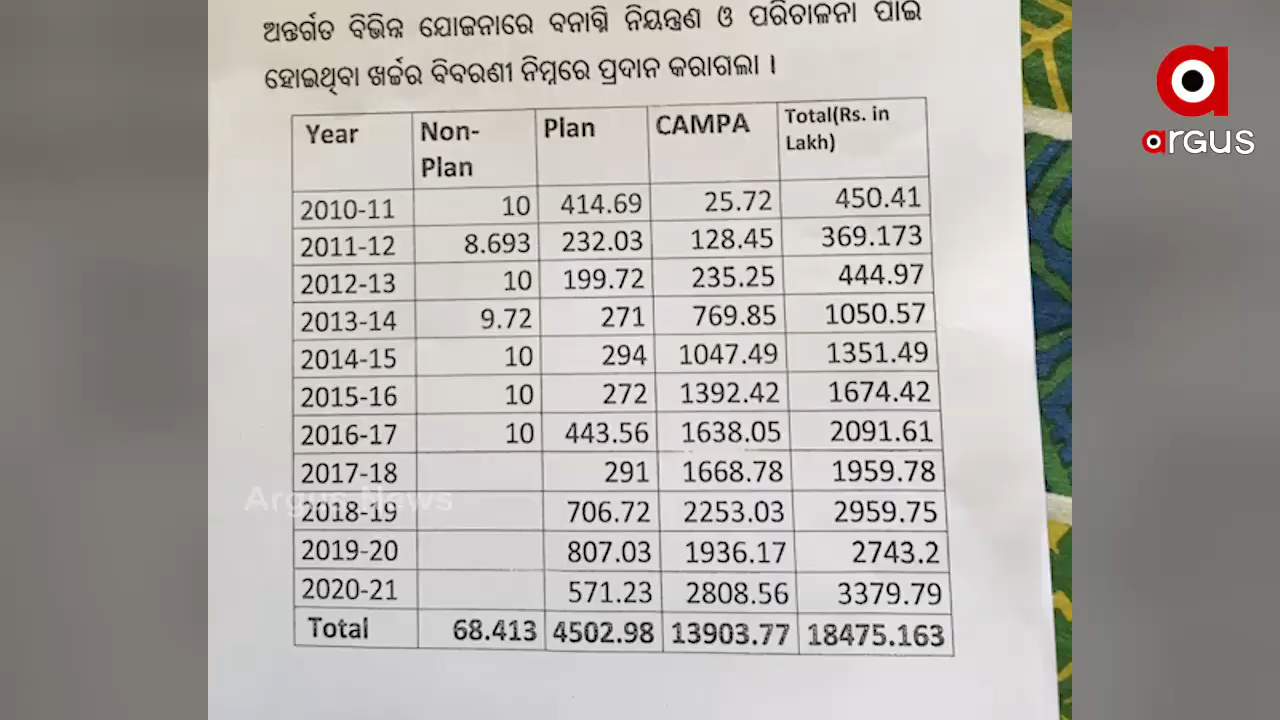 ଅନ୍ତର୍ଗତ ବିଭିନ୍ନ ଯୋଜନାରେ ବନାଗ୍ନି ନିୟନ୍ତ୍ରଣ ଓ ପରିଚାଳନା ପାଇ
ହୋଇଥିବା ଖର୍ଚ୍ଚର ବିବରଣୀ ନିମ୍ନରେ ପ୍ରଦାନ କରାଗଲା ।
argus
Year Non-Plan Plan CAMPA Total(Rs. in Lakh)
2010-11 10 414.69 25.72 450.41
2011-12 8.693 232.03 128.45 369.173
2012-13 10 199.72 235.25 444.97
2013-14 9.72 271 769.85 1050.57
2014-15 10 294 1047.49 1351.49
2015-16 10 272 1392.42 1674.42
2016-17 10 443.56 1638.05 2091.61
2017-18 291 1668.78 1959.78
Argus News
2018-19 706.72 2253.03 2959.75
2019-20 807.03 1936.17 2743.2
2020-21 571.23 2808.56 3379.79
Total 68.413 4502.98 13903.77 18475.163